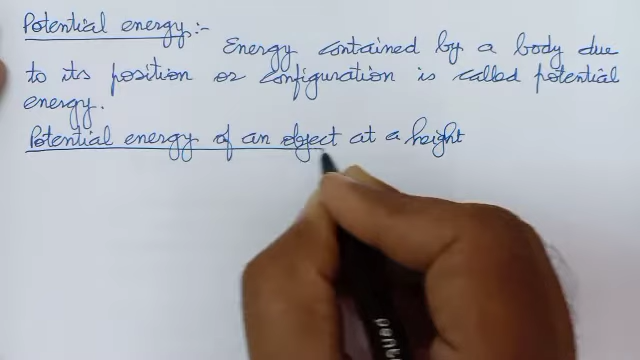 Potential energy:-
Energy contained by a body due
to its position or configuration is called potential
energy.
Potential energy of an object at a height
penta